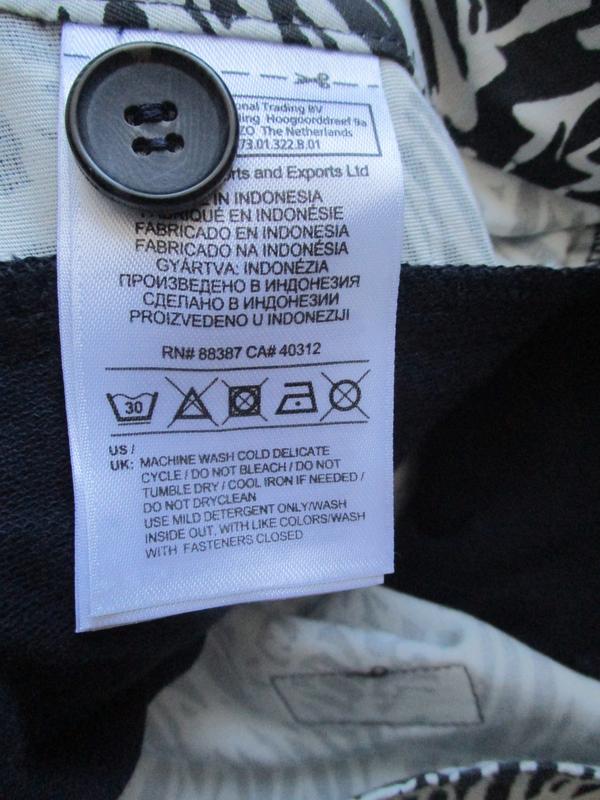 onal Trading BV
ling Hoogoorddreef 9a
ZO The Netherlands
73.01.322.B.01
rts and Exports Ltd
IN INDONESIA
FABRIQUÉ EN INDONÉSIE
FABRICADO EN INDONESIA
FABRICADO NA INDONÉSIA
GYÁRTVA: INDONÉZIA
ПРОИЗВЕДЕНО В ИНДОНЕЗИЯ
СДЕЛАНО В ИНДОНЕЗИИ
PROIZVEDENO U INDONEZIJI
RN# 88387 CA# 40312
30
US /
UK: MACHINE WASH COLD DELICATE
CYCLE / DO NOT BLEACH / DO NOT
TUMBLE DRY / COOL IRON IF NEEDED /
DO NOT DRYCLEAN
USE MILD DETERGENT ONLY/WASH
INSIDE OUT, WITH LIKE COLORS/WASH
WITH FASTENERS CLOSED